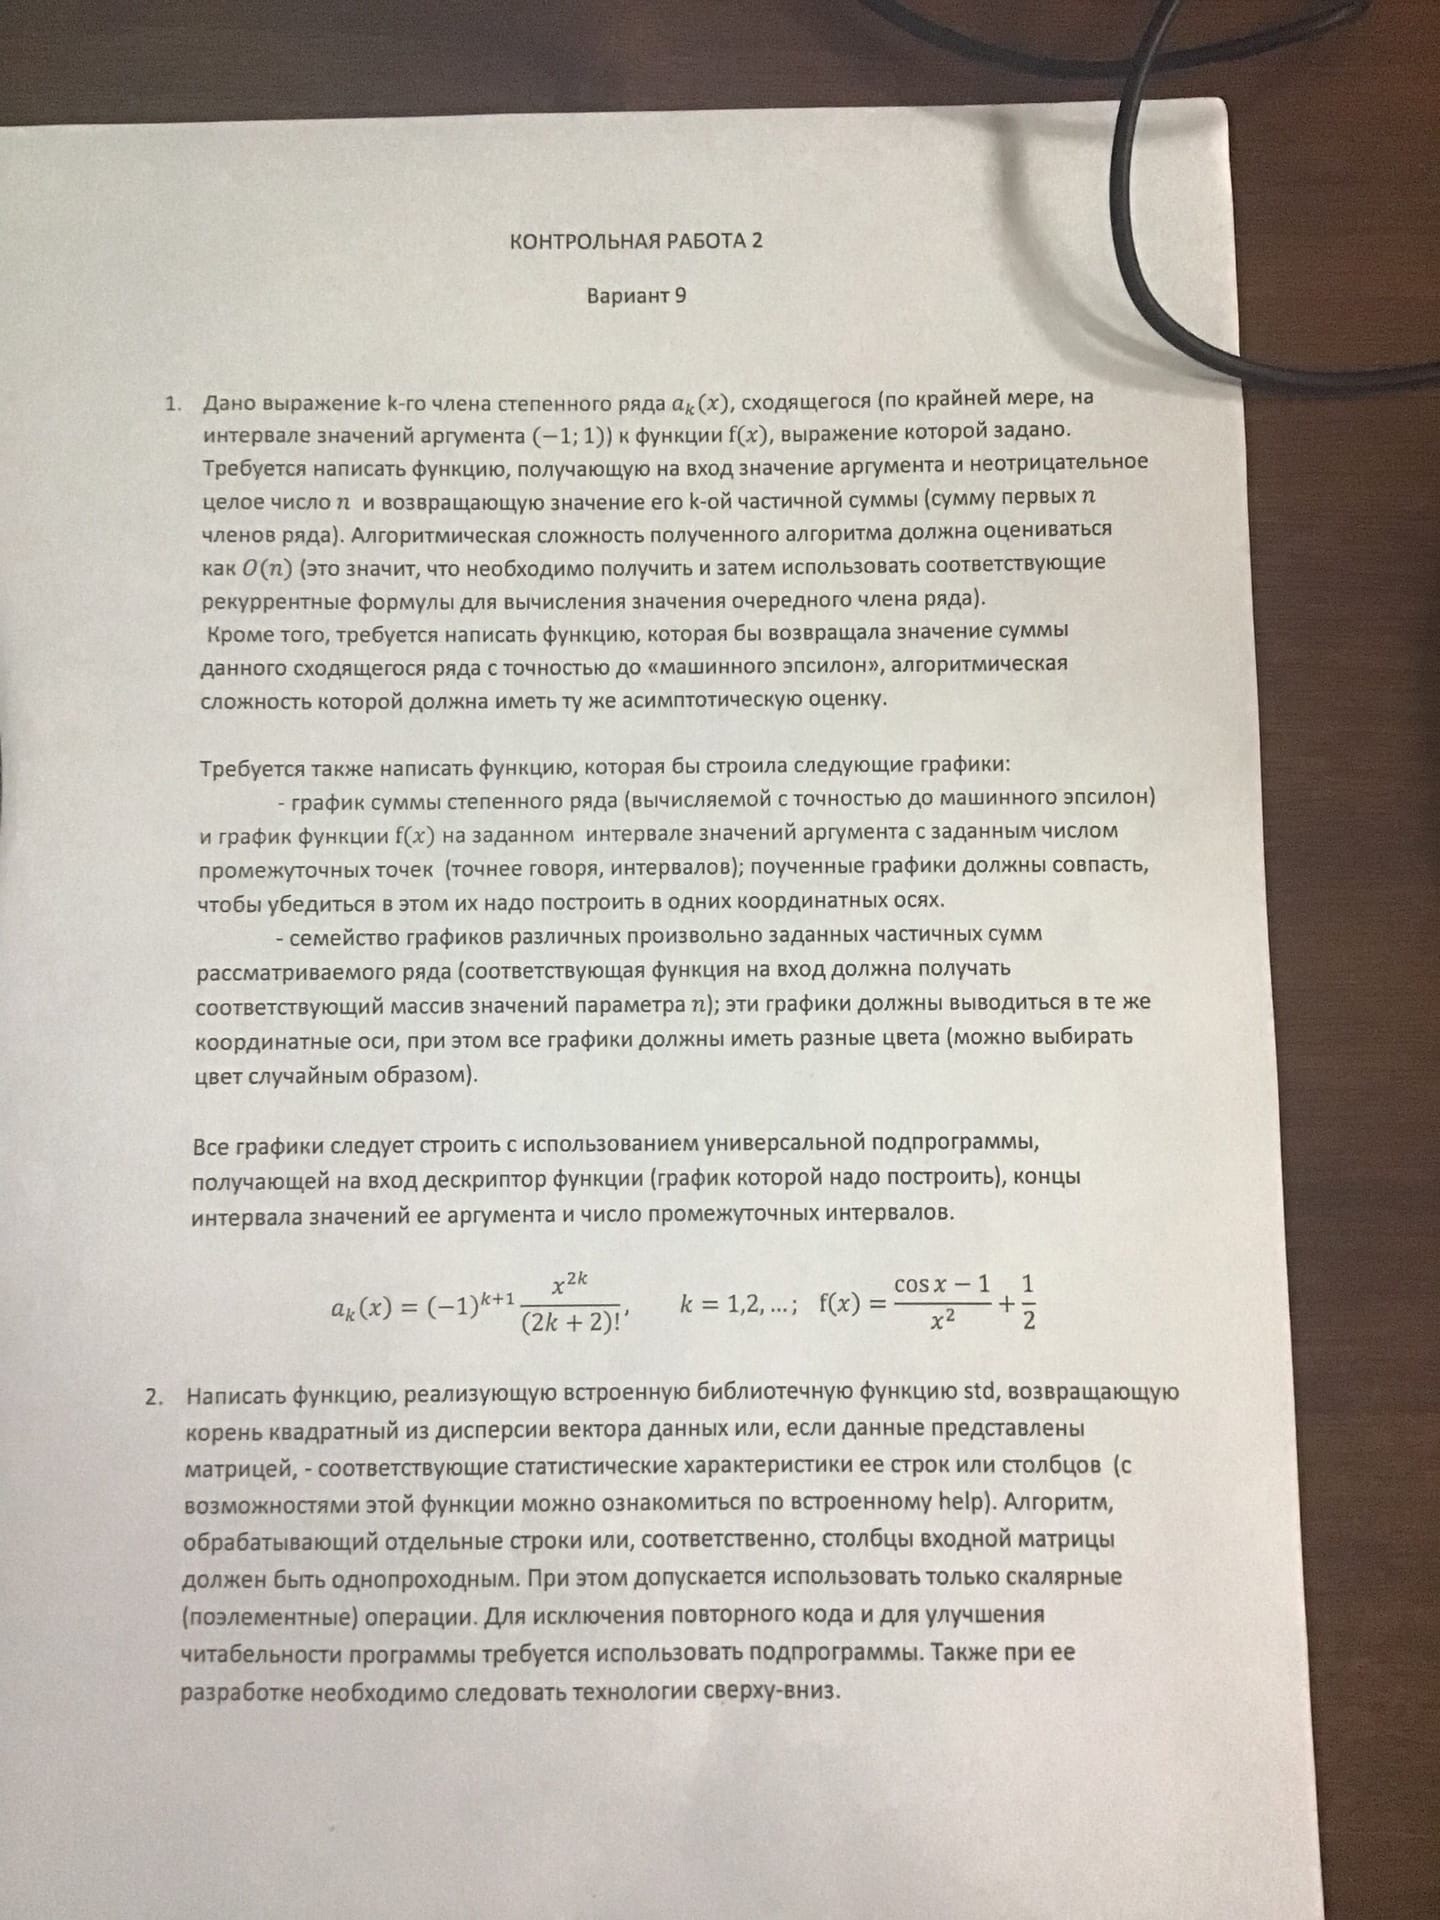 КОНТРОЛЬНАЯ РАБОТА 2
Вариант 9
1. Дано выражение k-го члена степенного ряда aₖ(x), сходящегося (по крайней мере, на
интервале значений аргумента (−1; 1)) к функции f(x), выражение которой задано.
Требуется написать функцию, получающую на вход значение аргумента и неотрицательное
целое число n и возвращающую значение его k-ой частичной суммы (сумму первых n
членов ряда). Алгоритмическая сложность полученного алгоритма должна оцениваться
как O(n) (это значит, что необходимо получить и затем использовать соответствующие
рекуррентные формулы для вычисления значения очередного члена ряда).
Кроме того, требуется написать функцию, которая бы возвращала значение суммы
данного сходящегося ряда с точностью до «машинного эпсилон», алгоритмическая
сложность которой должна иметь ту же асимптотическую оценку.
Требуется также написать функцию, которая бы строила следующие графики:
- график суммы степенного ряда (вычисляемой с точностью до машинного эпсилон)
и график функции f(x) на заданном интервале значений аргумента с заданным числом
промежуточных точек (точнее говоря, интервалов); поученные графики должны совпасть,
чтобы убедиться в этом их надо построить в одних координатных осях.
- семейство графиков различных произвольно заданных частичных сумм
рассматриваемого ряда (соответствующая функция на вход должна получать
соответствующий массив значений параметра n); эти графики должны выводиться в те же
координатные оси, при этом все графики должны иметь разные цвета (можно выбирать
цвет случайным образом).
Все графики следует строить с использованием универсальной подпрограммы,
получающей на вход дескриптор функции (график которой надо построить), концы
интервала значений ее аргумента и число промежуточных интервалов.
aₖ(x) = (−1)^{k+1} x^{2k}/(2k + 2)!, k = 1,2, …; f(x) = (cos x − 1)/x² + 1/2
2. Написать функцию, реализующую встроенную библиотечную функцию std, возвращающую
корень квадратный из дисперсии вектора данных или, если данные представлены
матрицей, - соответствующие статистические характеристики ее строк или столбцов (с
возможностями этой функции можно ознакомиться по встроенному help). Алгоритм,
обрабатывающий отдельные строки или, соответственно, столбцы входной матрицы
должен быть однопроходным. При этом допускается использовать только скалярные
(поэлементные) операции. Для исключения повторного кода и для улучшения
читабельности программы требуется использовать подпрограммы. Также при ее
разработке необходимо следовать технологии сверху-вниз.